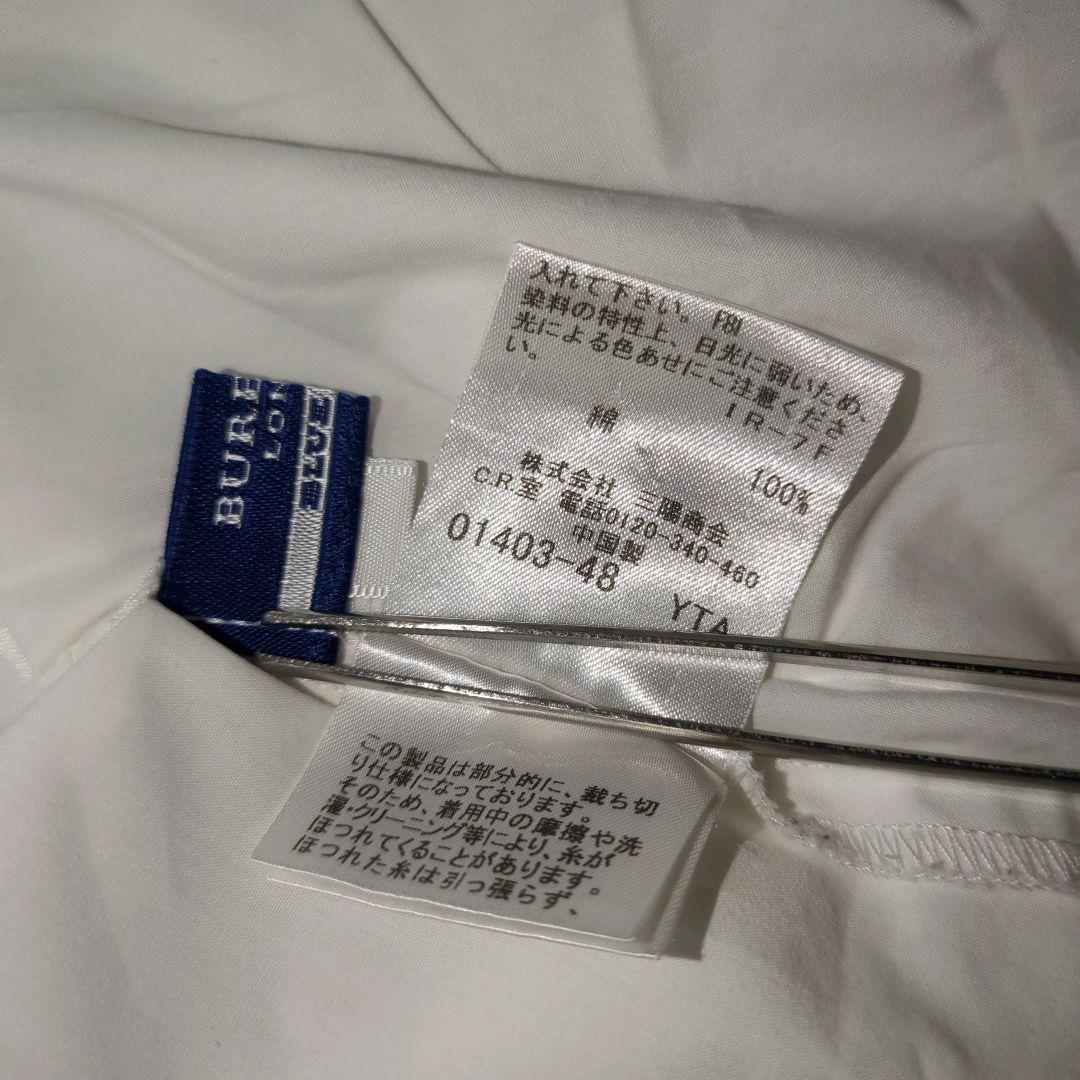 入れて下さい。 FBI
染料の特性上、日光に弱いため、
光による色あせにご注意くださ
い。
IR-7F
綿 100%
株式会社 三陽商会
C.R室 電話0120-340-460
中国製
01403-48 YTA
BURBE
LON
BLUE
この製品は部分的に、裁ち切
り仕様になっております。
そのため、着用中の摩擦や洗
濯・クリーニング等により、糸が
ほつれてくることがあります。
ほつれた糸は引っ張らず、